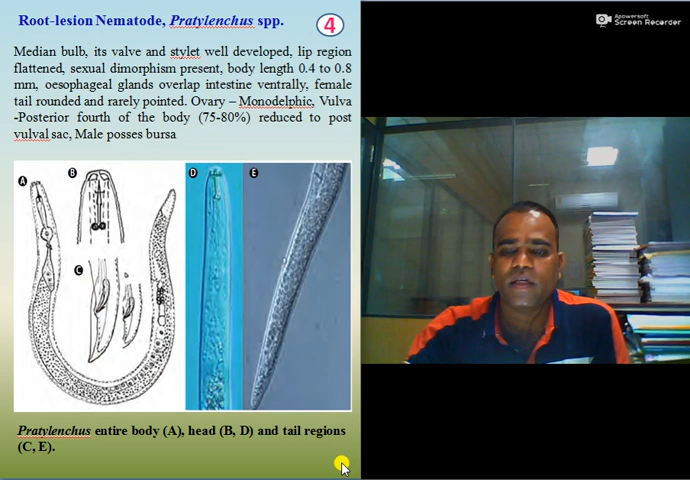 Root-lesion Nematode, Pratylenchus spp.
4
Median bulb, its valve and stylet well developed, lip region
flattened, sexual dimorphism present, body length 0.4 to 0.8
mm, oesophageal glands overlap intestine ventrally, female
tail rounded and rarely pointed. Ovary – Monodelphic, Vulva
-Posterior fourth of the body (75-80%) reduced to post
vulval sac, Male posses bursa
A
B
C
D
E
Pratylenchus entire body (A), head (B, D) and tail regions
(C, E).
Apowersoft
Screen Recorder